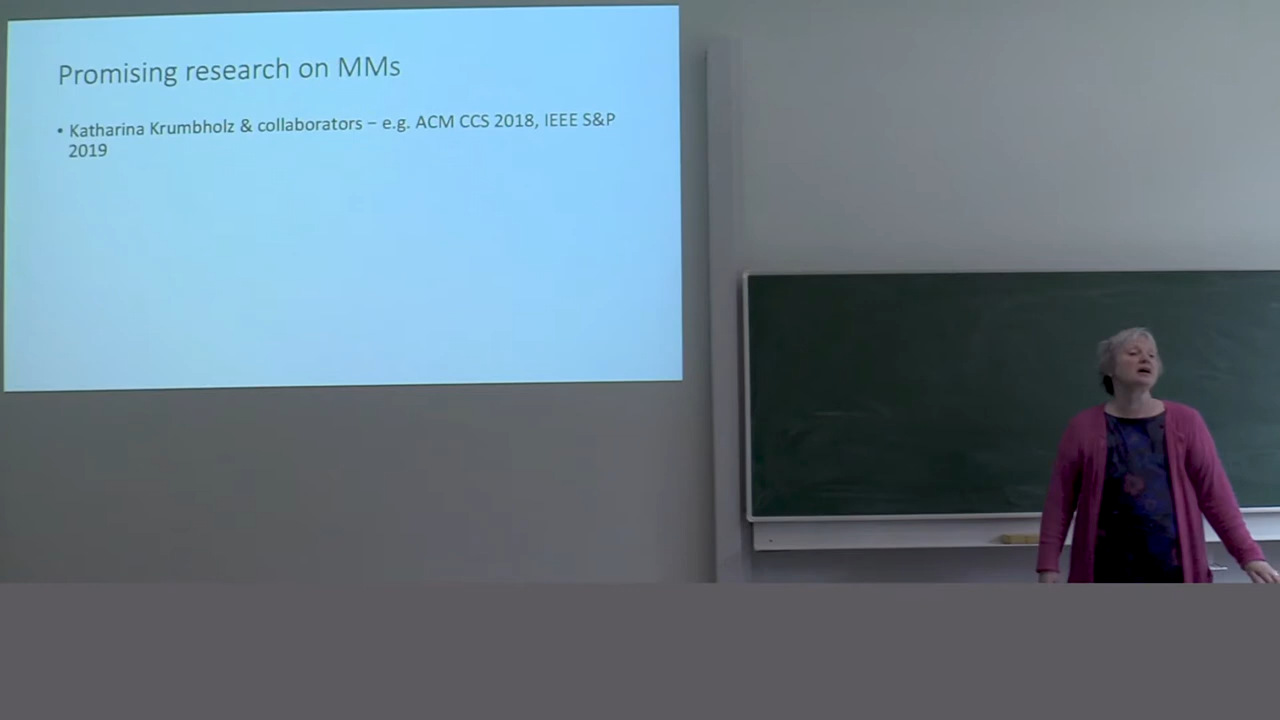 Promising research on MMs
• Katharina Krumbholz & collaborators – e.g. ACM CCS 2018, IEEE S&P
2019